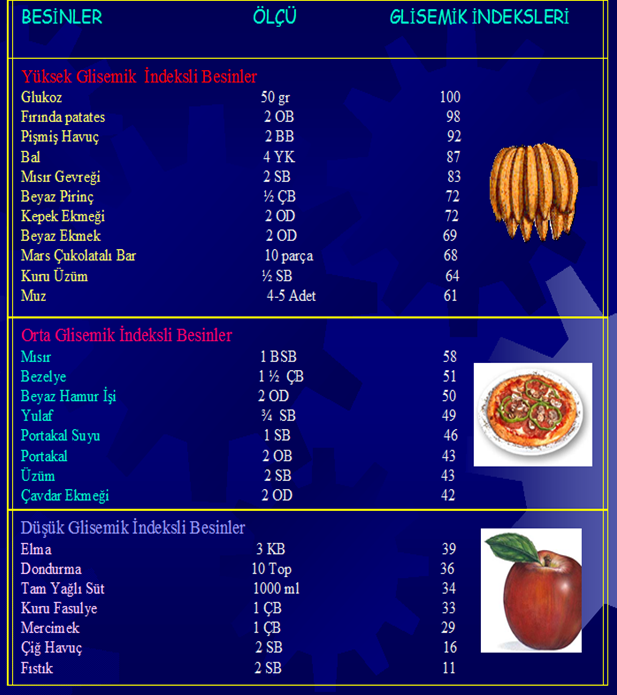 BESİNLER ÖLÇÜ GLİSEMİK İNDEKSLERİ
Yüksek Glisemik İndeksli Besinler
Glukoz 50 gr 100
Fırında patates 2 OB 98
Pişmiş Havuç 2 BB 92
Bal 4 YK 87
Mısır Gevreği 2 SB 83
Beyaz Pirinç ½ ÇB 72
Kepek Ekmeği 2 OD 72
Beyaz Ekmek 2 OD 69
Mars Çukolatalı Bar 10 parça 68
Kuru Üzüm ½ SB 64
Muz 4-5 Adet 61
Orta Glisemik İndeksli Besinler
Mısır 1 BSB 58
Bezelye 1 ½ ÇB 51
Beyaz Hamur İşi 2 OD 50
Yulaf ¾ SB 49
Portakal Suyu 1 SB 46
Portakal 2 OB 43
Üzüm 2 SB 43
Çavdar Ekmeği 2 OD 42
Düşük Glisemik İndeksli Besinler
Elma 3 KB 39
Dondurma 10 Top 36
Tam Yağlı Süt 1000 ml 34
Kuru Fasulye 1 ÇB 33
Mercimek 1 ÇB 29
Çiğ Havuç 2 SB 16
Fıstık 2 SB 11